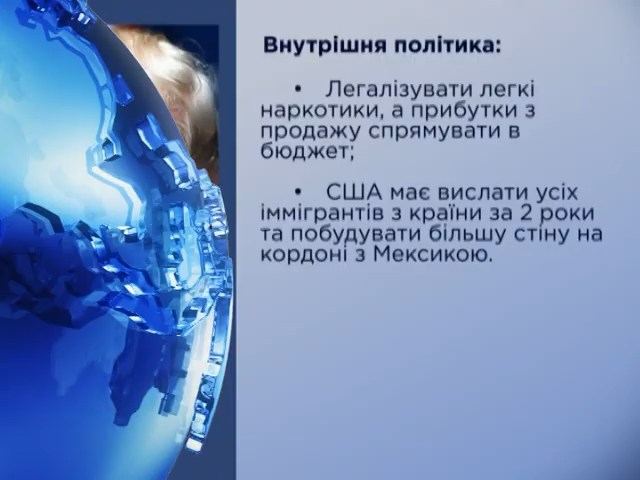 Внутрішня політика:
• Легалізувати легкі
наркотики, а прибутки з
продажу спрямувати в
бюджет;
• США має вислати усіх
іммігрантів з країни за 2 роки
та побудувати більшу стіну на
кордоні з Мексикою.